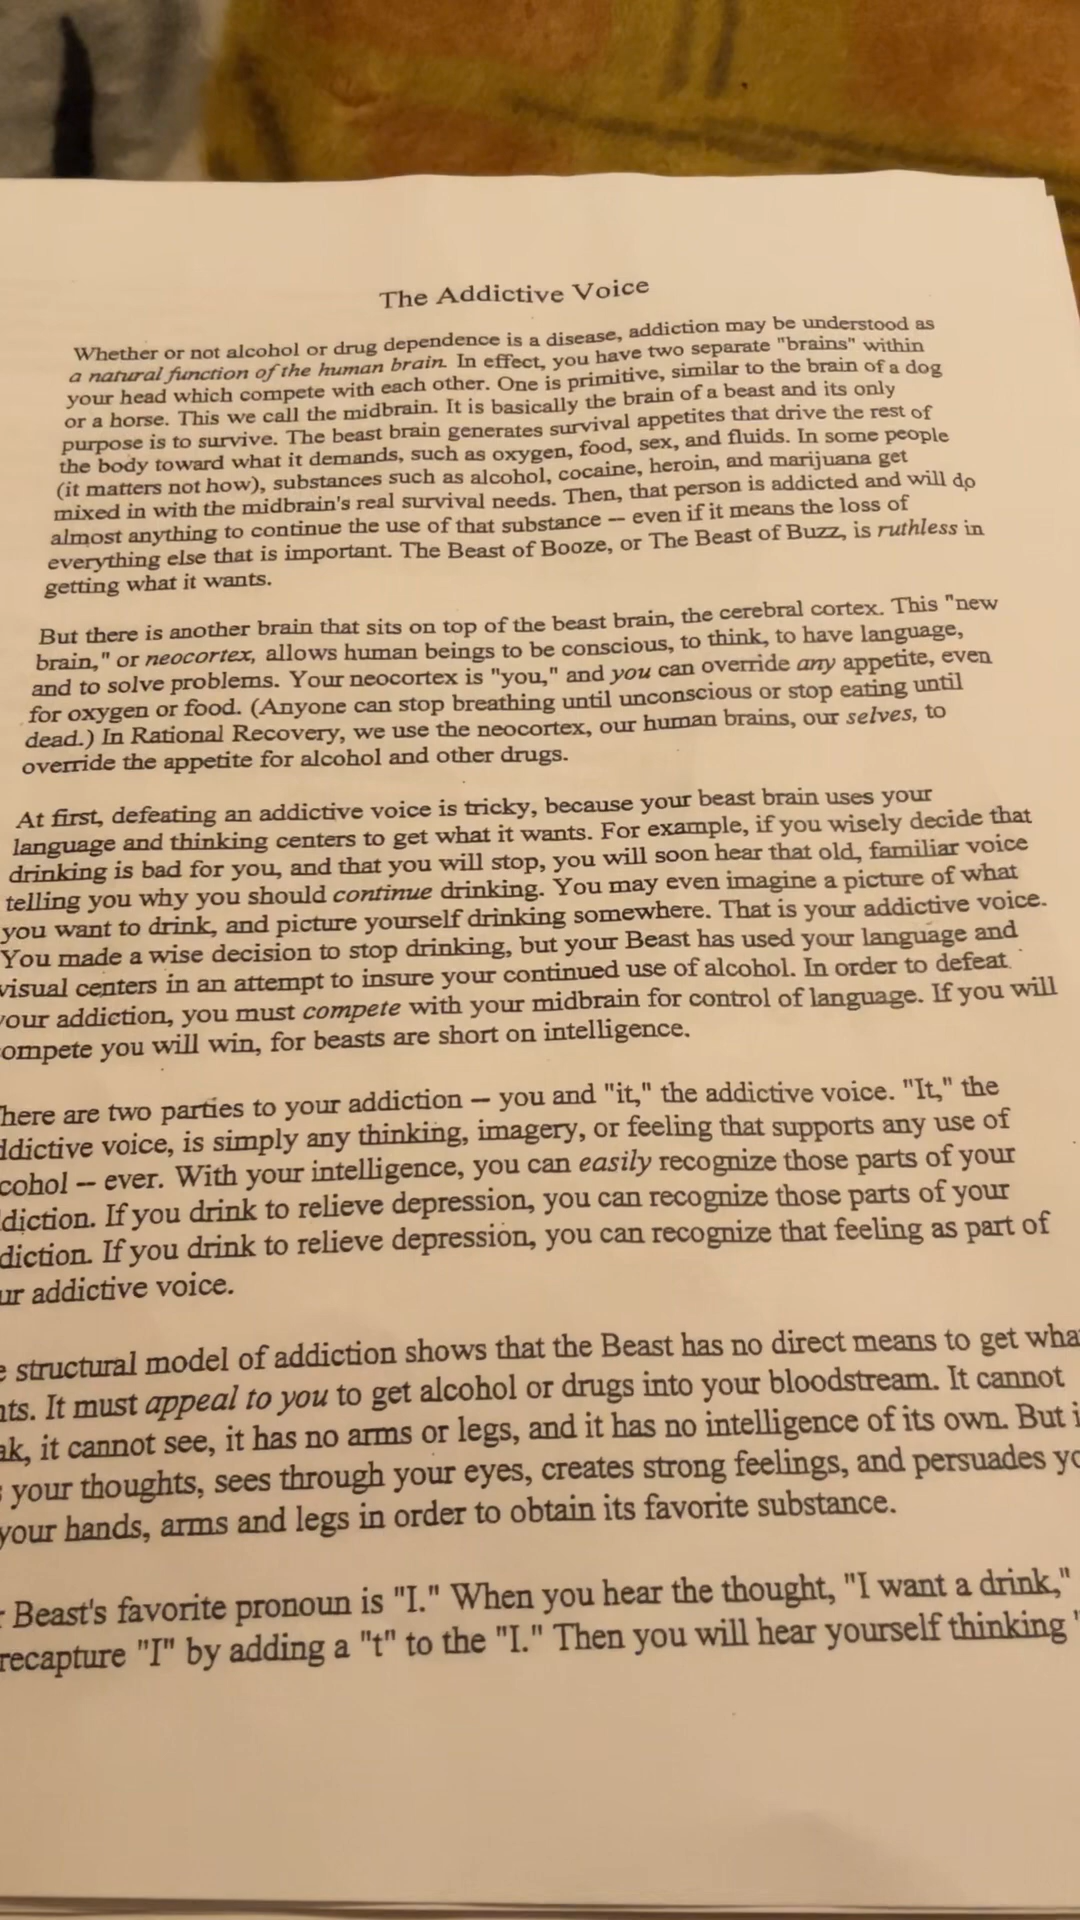 The Addictive Voice
Whether or not alcohol or drug dependence is a disease, addiction may be understood as
a natural function of the human brain. In effect, you have two separate "brains" within
your head which compete with each other. One is primitive, similar to the brain of a dog
or a horse. This we call the midbrain. It is basically the brain of a beast and its only
purpose is to survive. The beast brain generates survival appetites that drive the rest of
the body toward what it demands, such as oxygen, food, sex, and fluids. In some people
(it matters not how), substances such as alcohol, cocaine, heroin, and marijuana get
mixed in with the midbrain's real survival needs. Then, that person is addicted and will do
almost anything to continue the use of that substance -- even if it means the loss of
everything else that is important. The Beast of Booze, or The Beast of Buzz, is ruthless in
getting what it wants.
But there is another brain that sits on top of the beast brain, the cerebral cortex. This "new
brain," or neocortex, allows human beings to be conscious, to think, to have language,
and to solve problems. Your neocortex is "you," and you can override any appetite, even
for oxygen or food. (Anyone can stop breathing until unconscious or stop eating until
dead.) In Rational Recovery, we use the neocortex, our human brains, our selves, to
override the appetite for alcohol and other drugs.
At first, defeating an addictive voice is tricky, because your beast brain uses your
language and thinking centers to get what it wants. For example, if you wisely decide that
drinking is bad for you, and that you will stop, you will soon hear that old, familiar voice
telling you why you should continue drinking. You may even imagine a picture of what
you want to drink, and picture yourself drinking somewhere. That is your addictive voice.
You made a wise decision to stop drinking, but your Beast has used your language and
visual centers in an attempt to insure your continued use of alcohol. In order to defeat
your addiction, you must compete with your midbrain for control of language. If you will
ompete you will win, for beasts are short on intelligence.
here are two parties to your addiction -- you and "it," the addictive voice. "It," the
ddictive voice, is simply any thinking, imagery, or feeling that supports any use of
cohol -- ever. With your intelligence, you can easily recognize those parts of your
diction. If you drink to relieve depression, you can recognize those parts of your
diction. If you drink to relieve depression, you can recognize that feeling as part of
ur addictive voice.
e structural model of addiction shows that the Beast has no direct means to get wha
nts. It must appeal to you to get alcohol or drugs into your bloodstream. It cannot
ak, it cannot see, it has no arms or legs, and it has no intelligence of its own. But i
s your thoughts, sees through your eyes, creates strong feelings, and persuades yo
your hands, arms and legs in order to obtain its favorite substance.
r Beast's favorite pronoun is "I." When you hear the thought, "I want a drink,"
recapture "I" by adding a "t" to the "I." Then you will hear yourself thinking "